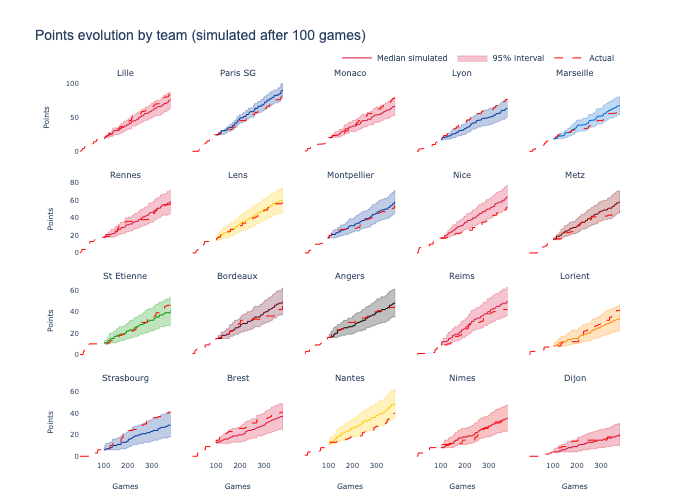 Points evolution by team (simulated after 100 games)
Median simulated 95% interval Actual
Lille Paris SG Monaco Lyon Marseille
100
50
0
Points
Rennes Lens Montpellier Nice Metz
80
60
40
20
0
Points
St Etienne Bordeaux Angers Reims Lorient
60
40
20
0
Points
Strasbourg Brest Nantes Nimes Dijon
60
40
20
0
Points
100 200 300 100 200 300 100 200 300 100 200 300 100 200 300
Games Games Games Games Games